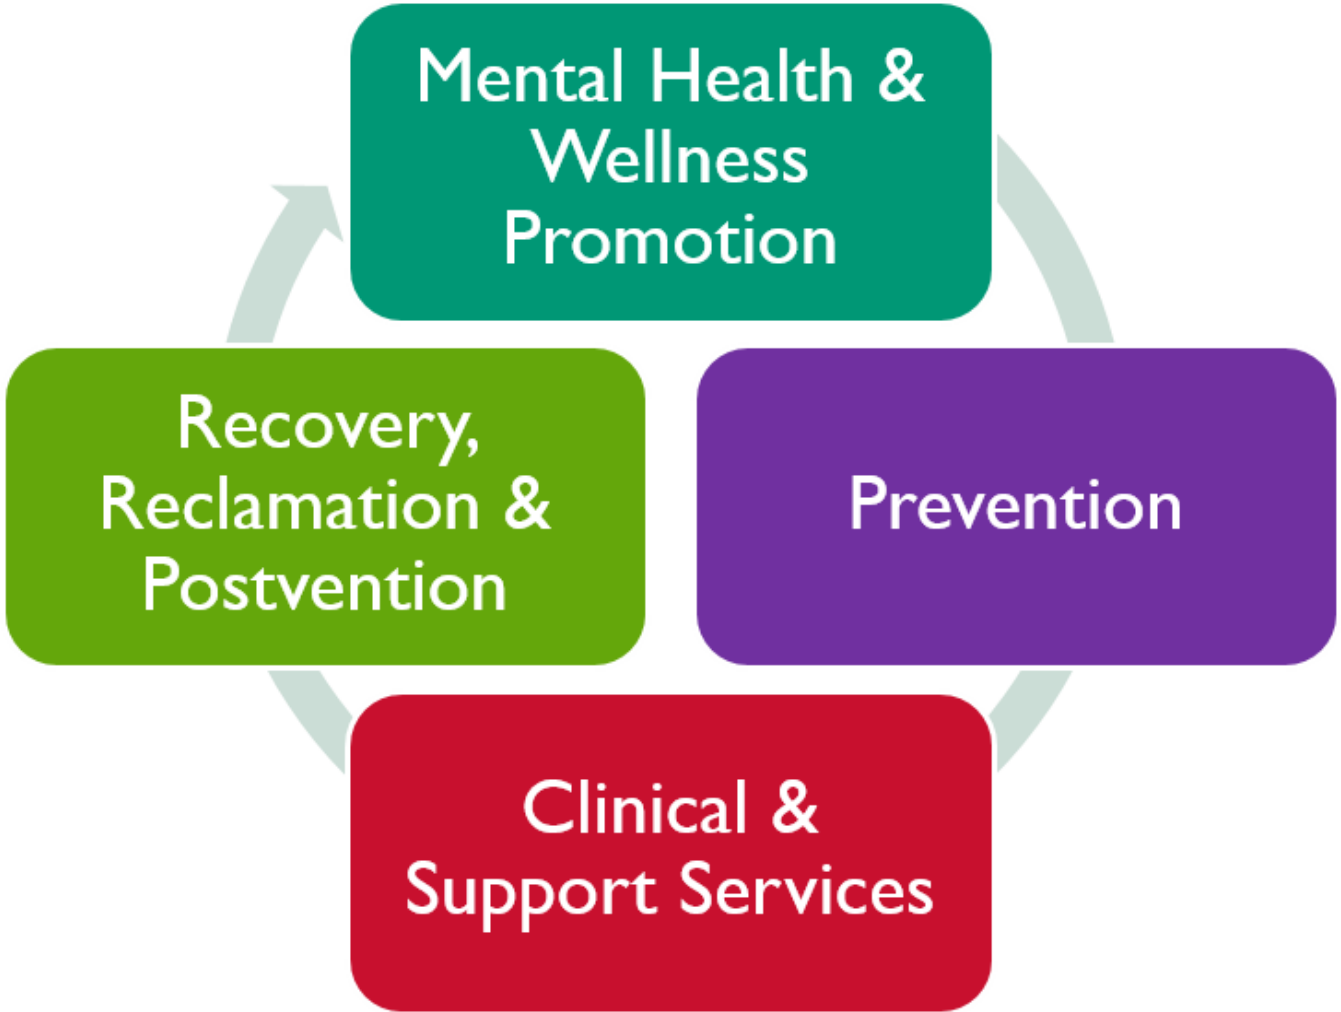 Mental Health &
Wellness
Promotion
Recovery,
Reclamation &
Postvention
Prevention
Clinical &
Support Services